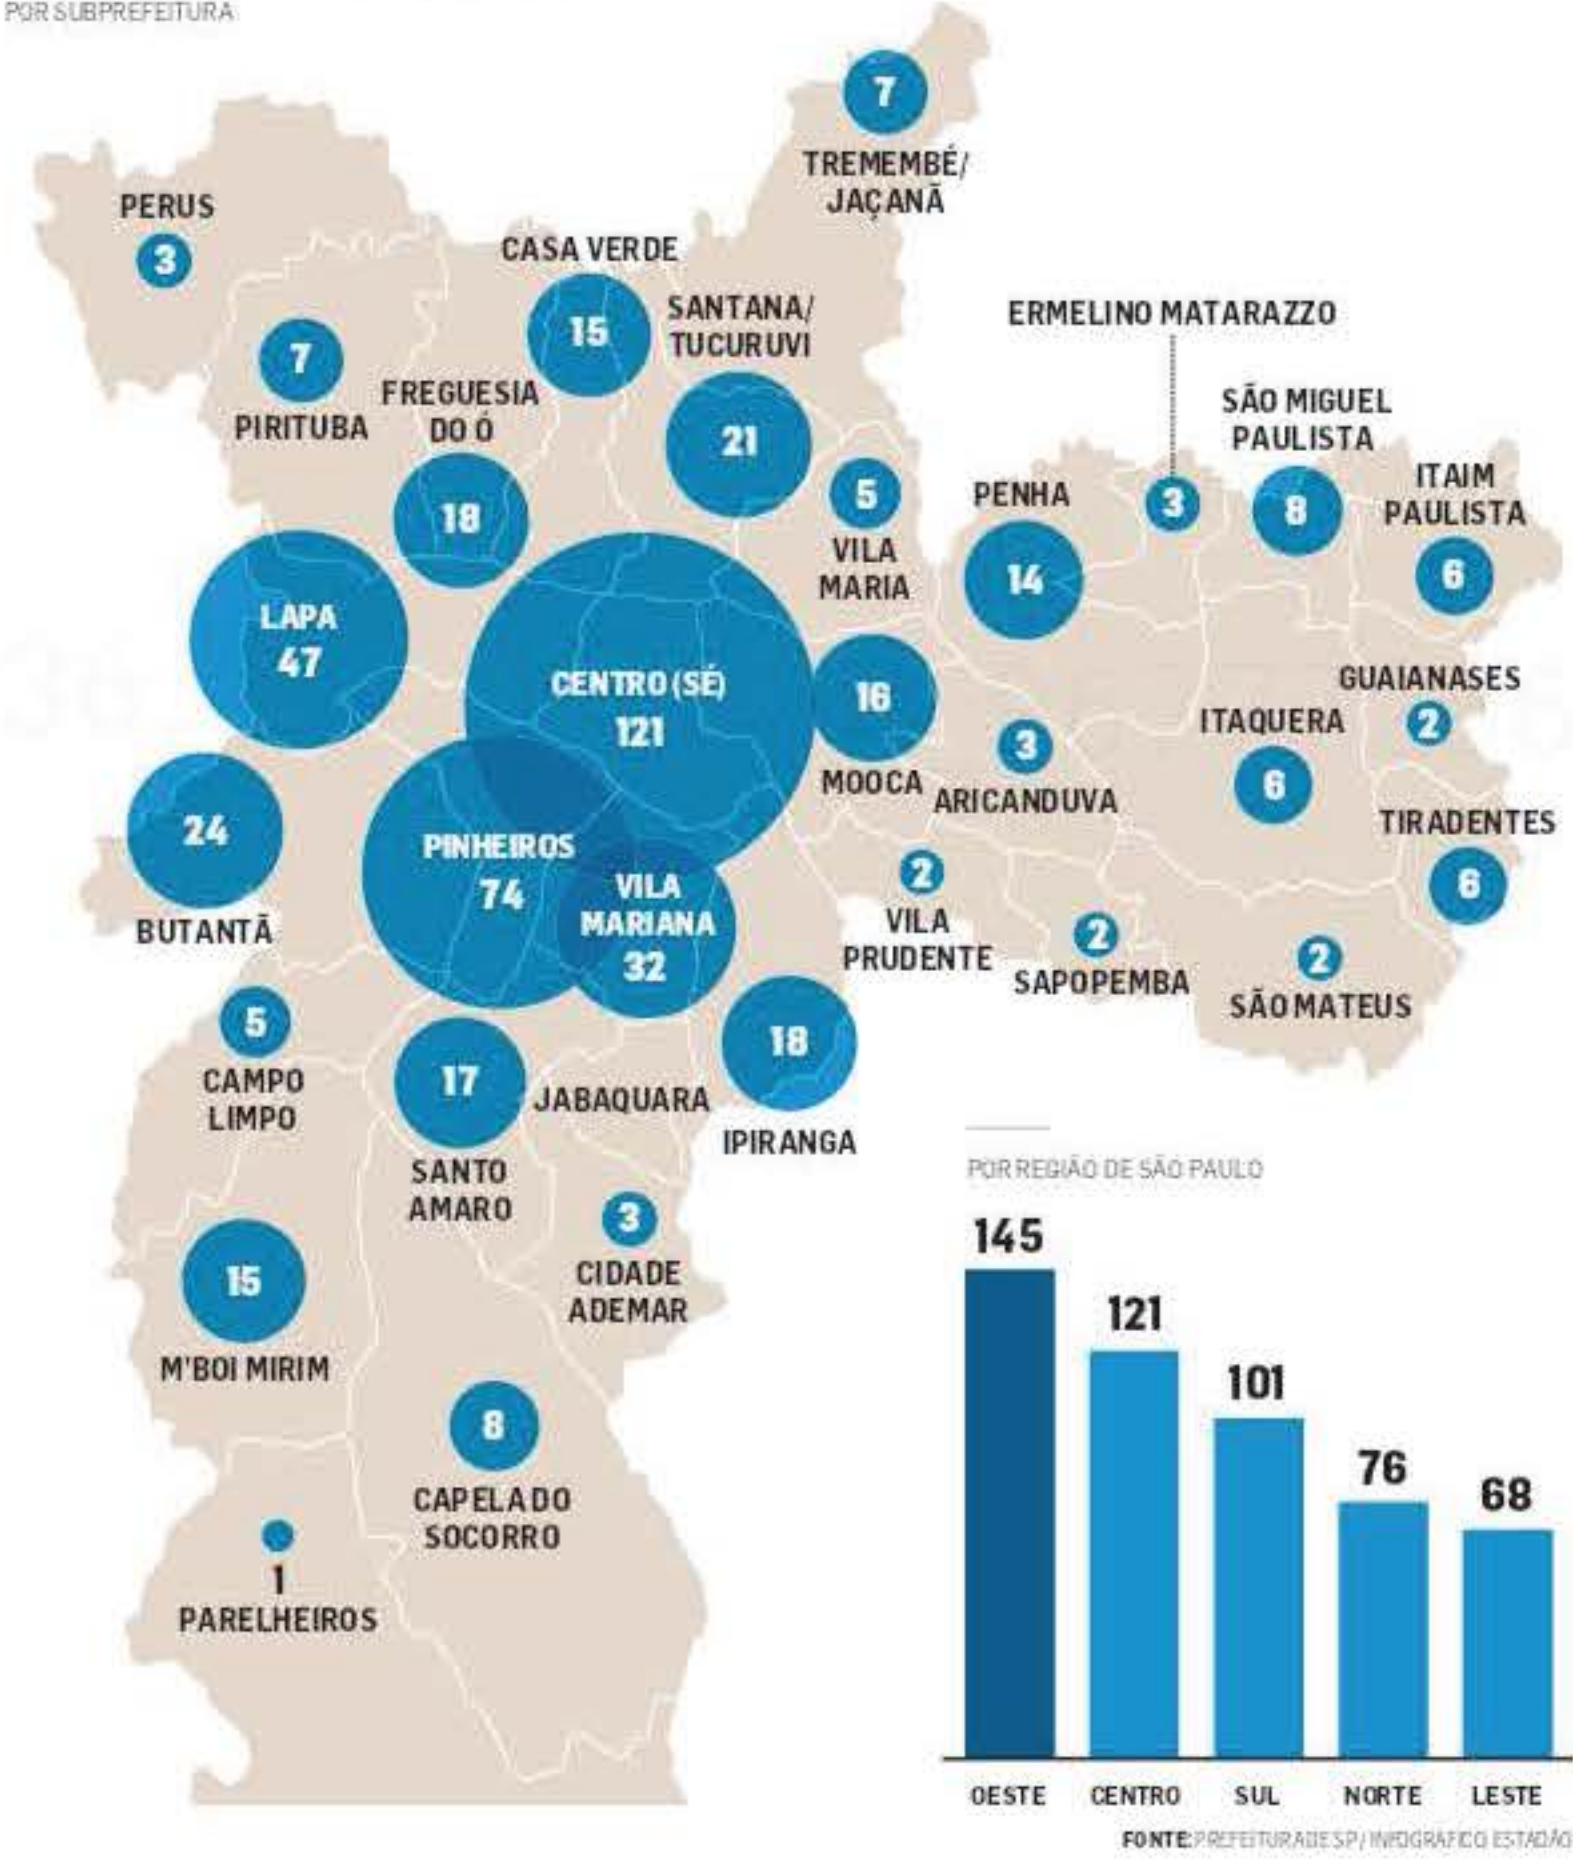 POR SUBPREFEITURA
7
TREMEMBÉ/
JAÇANÃ
PERUS
3
CASA VERDE
15
SANTANA/
TUCURUVI
21
ERMELINO MATARAZZO
3
7
PIRITUBA
FREGUESIA
DO Ó
18
SÃO MIGUEL
PAULISTA
8
ITAIM
PAULISTA
6
5
VILA
MARIA
PENHA
14
LAPA
47
CENTRO (SÉ)
121
16
MOOCA
3
ARICANDUVA
ITAQUERA
6
GUAIANASES
2
TIRADENTES
6
24
BUTANTÃ
PINHEIROS
74
VILA
MARIANA
32
2
VILA
PRUDENTE
2
SAPOPEMBA
2
SÃO MATEUS
5
CAMPO
LIMPO
17
SANTO
AMARO
JABAQUARA
18
IPIRANGA
3
CIDADE
ADEMAR
15
M'BOI MIRIM
8
CAPELA DO
SOCORRO
1
PARELHEIROS
POR REGIÃO DE SÃO PAULO
145
121
101
76
68
OESTE CENTRO SUL NORTE LESTE
FONTE: PREFEITURA DE SP / INFOGRÁFICO ESTADÃO